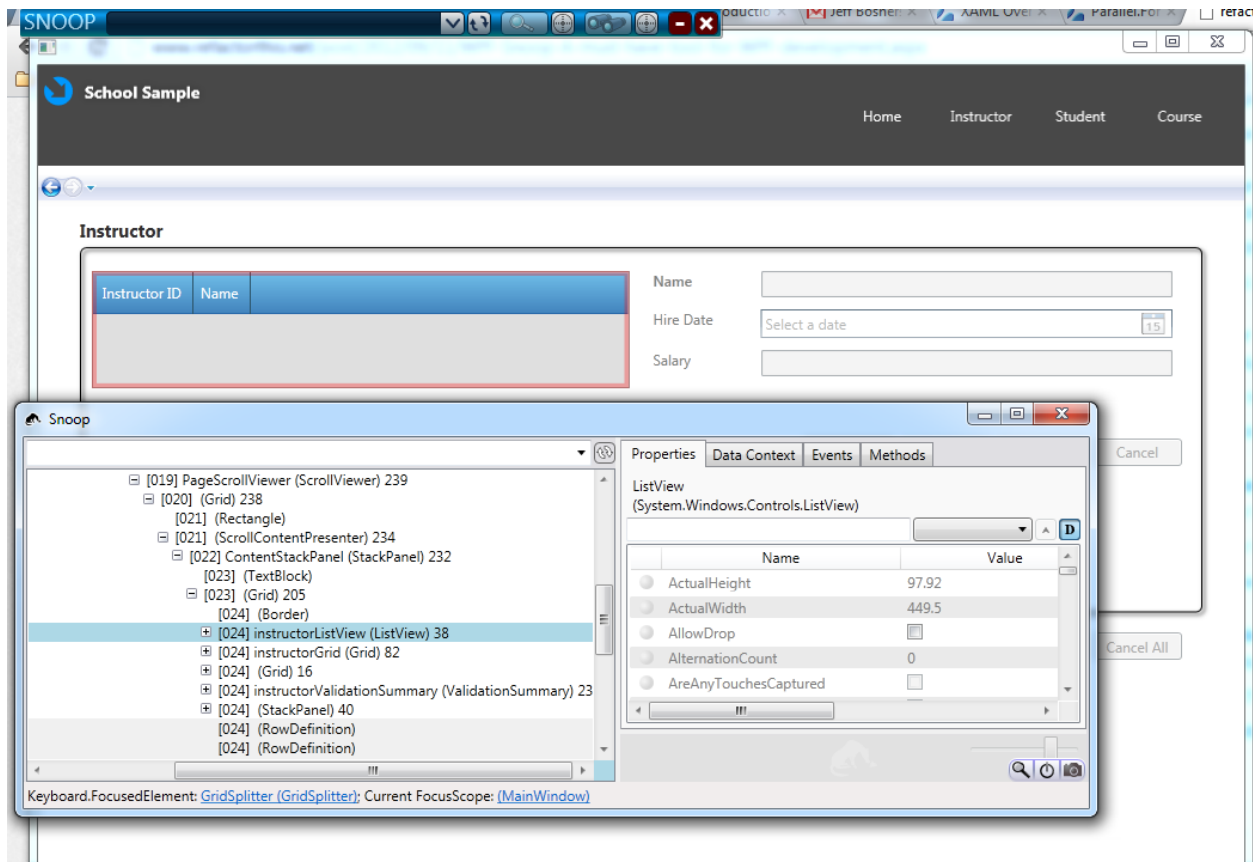 SNOOP
Jeff Bosher:
XAML Over
Parallel.For
refact
School Sample
Home Instructor Student Course
Instructor
Instructor ID Name
Name
Hire Date Select a date 15
Salary
Snoop
Cancel
[019] PageScrollViewer (ScrollViewer) 239
[020] (Grid) 238
[021] (Rectangle)
[021] (ScrollContentPresenter) 234
[022] ContentStackPanel (StackPanel) 232
[023] (TextBlock)
[023] (Grid) 205
[024] (Border)
[024] instructorListView (ListView) 38
[024] instructorGrid (Grid) 82
[024] (Grid) 16
[024] instructorValidationSummary (ValidationSummary) 23
[024] (StackPanel) 40
[024] (RowDefinition)
[024] (RowDefinition)
Properties Data Context Events Methods
ListView
(System.Windows.Controls.ListView)
D
Name Value
ActualHeight 97.92
ActualWidth 449.5
AllowDrop
AlternationCount 0
AreAnyTouchesCaptured
Cancel All
Keyboard.FocusedElement: GridSplitter (GridSplitter); Current FocusScope: (MainWindow)